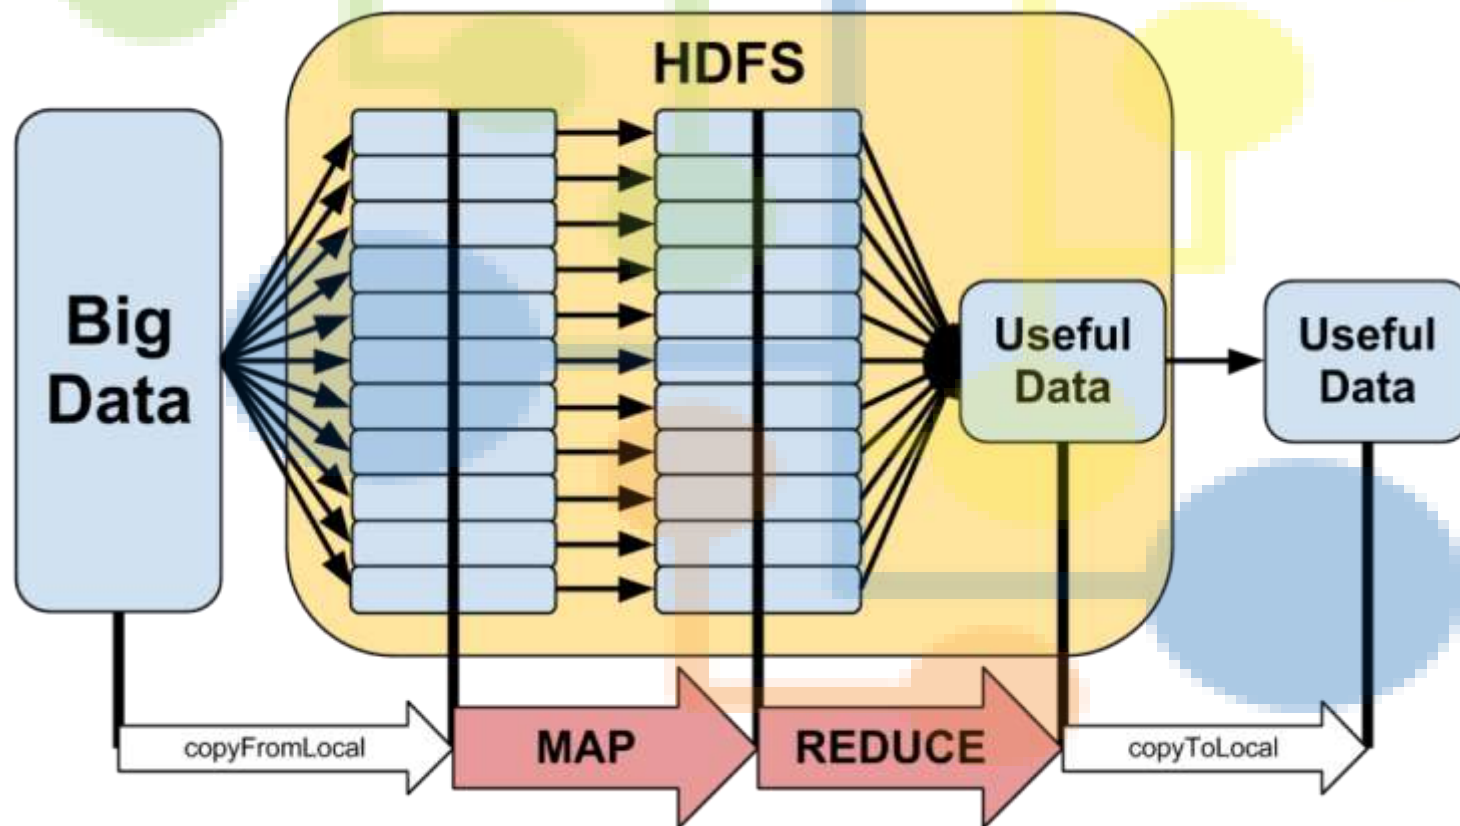 HDFS
Big
Data
Useful
Data
Useful
Data
copyFromLocal
MAP
REDUCE
copyToLocal